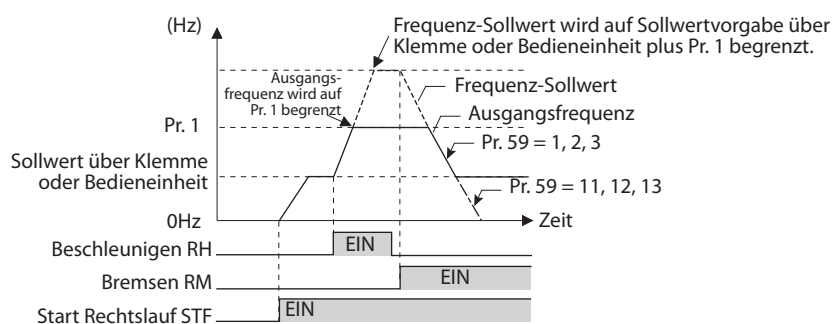 (Hz)
Frequenz-Sollwert wird auf Sollwertvorgabe über
Klemme oder Bedieneinheit plus Pr. 1 begrenzt.
Ausgangs-
frequenz wird auf
Pr. 1 begrenzt
Frequenz-Sollwert
Ausgangsfrequenz
Pr. 1
Pr. 59 = 1, 2, 3
Sollwert über Klemme
oder Bedieneinheit
Pr. 59 = 11, 12, 13
0Hz
Zeit
Beschleunigen RH
EIN
Bremsen RM
EIN
Start Rechtslauf STF
EIN